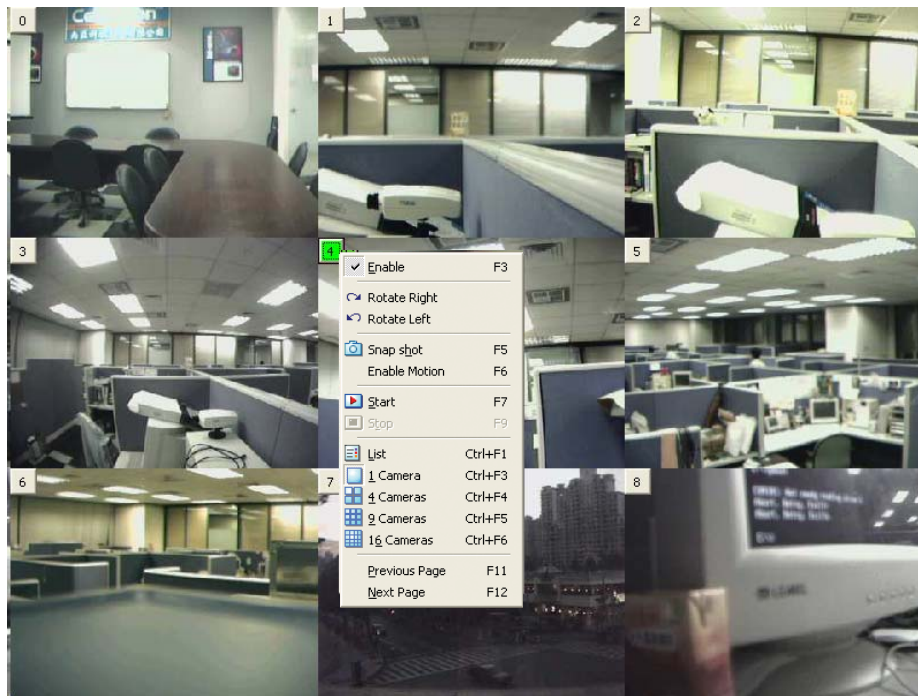 0
1
2
3
4
5
Enable F3
Rotate Right
Rotate Left
Snap shot F5
Enable Motion F6
Start F7
Stop F9
List Ctrl+F1
1 Camera Ctrl+F3
4 Cameras Ctrl+F4
9 Cameras Ctrl+F5
16 Cameras Ctrl+F6
Previous Page F11
Next Page F12
6
7
8